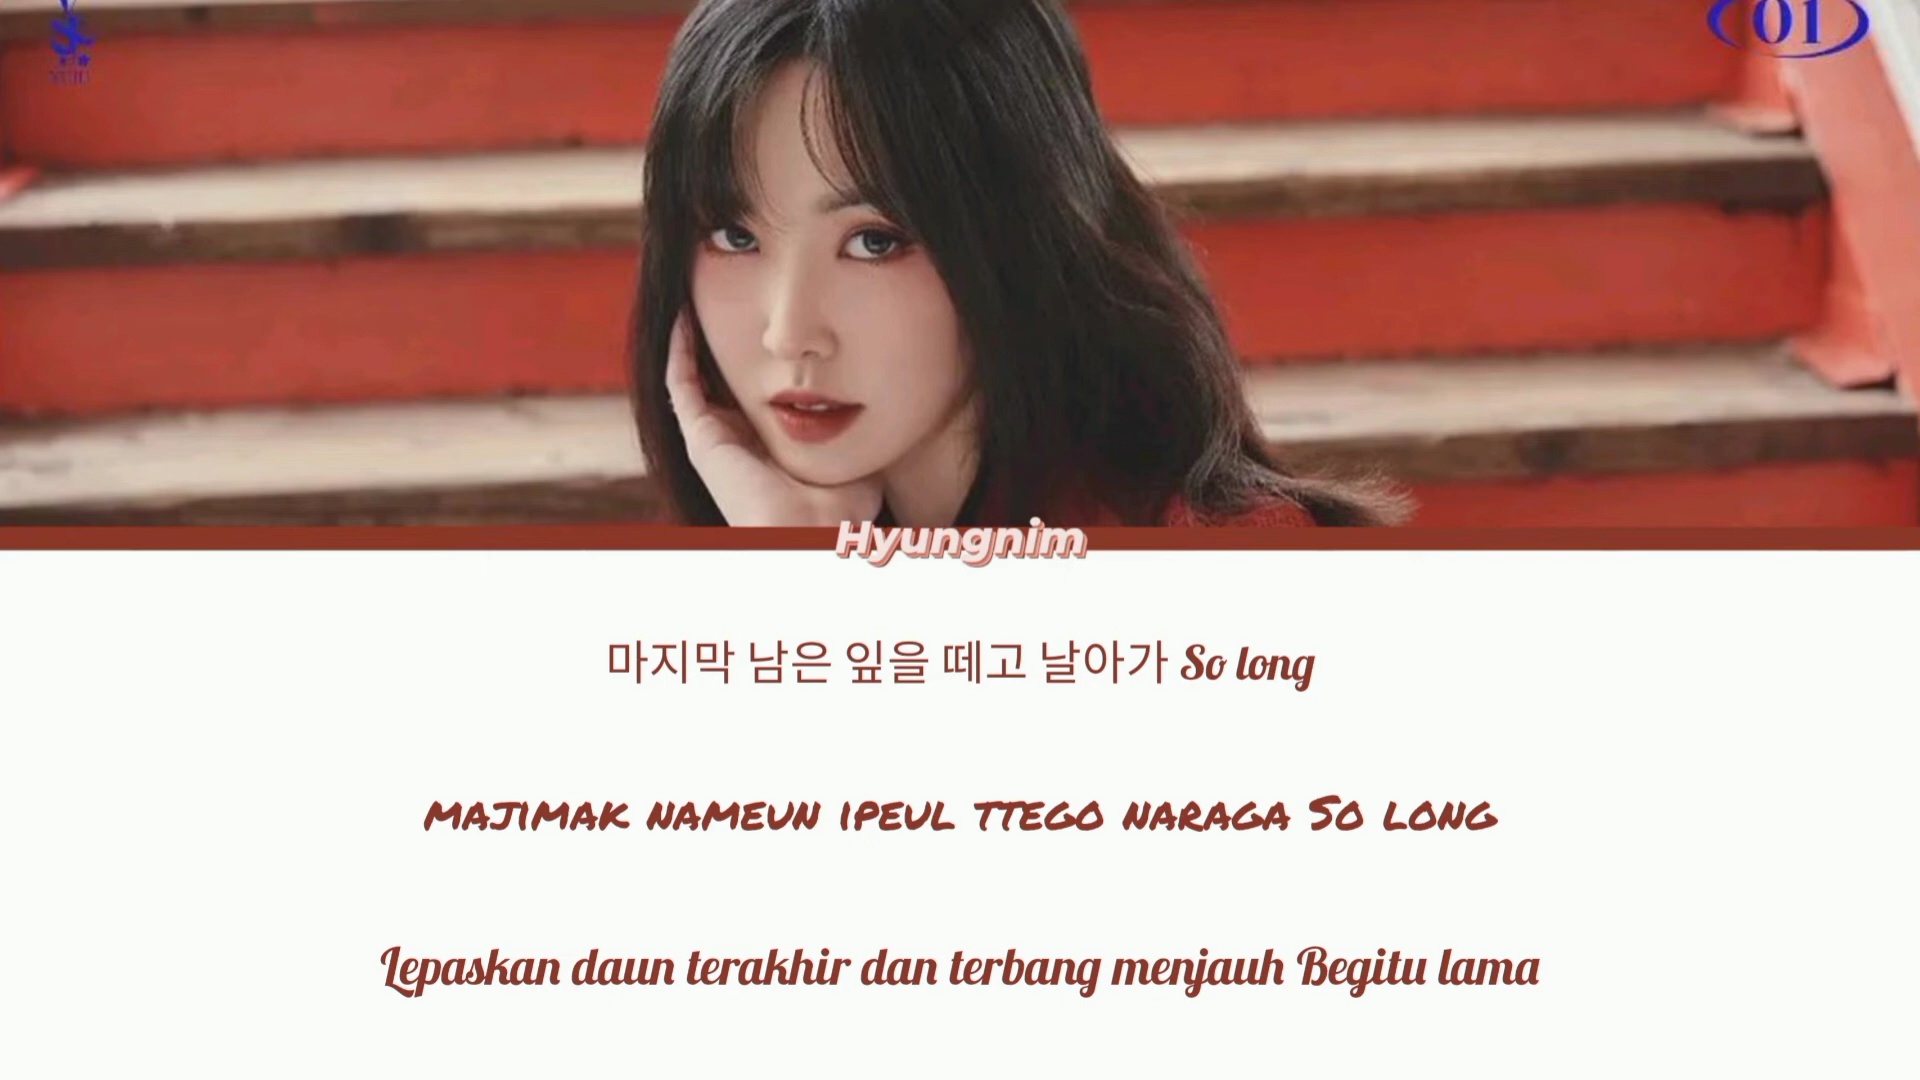 01
Hyungnim
마지막 남은 잎을 떼고 날아가 So long
majimak nameun ipeul ttego naraga So long
Lepaskan daun terakhir dan terbang menjauh Begitu lama